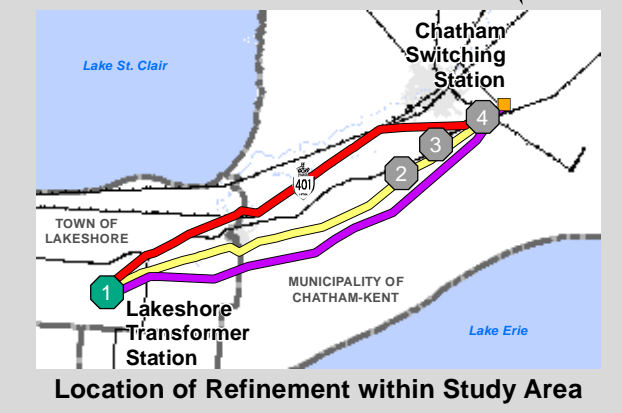 Chatham
Switching
Station
Lake St. Clair
4
3
2
401
TOWN OF
LAKESHORE
MUNICIPALITY OF
CHATHAM-KENT
1
Lakeshore
Transformer
Station
Lake Erie
Location of Refinement within Study Area